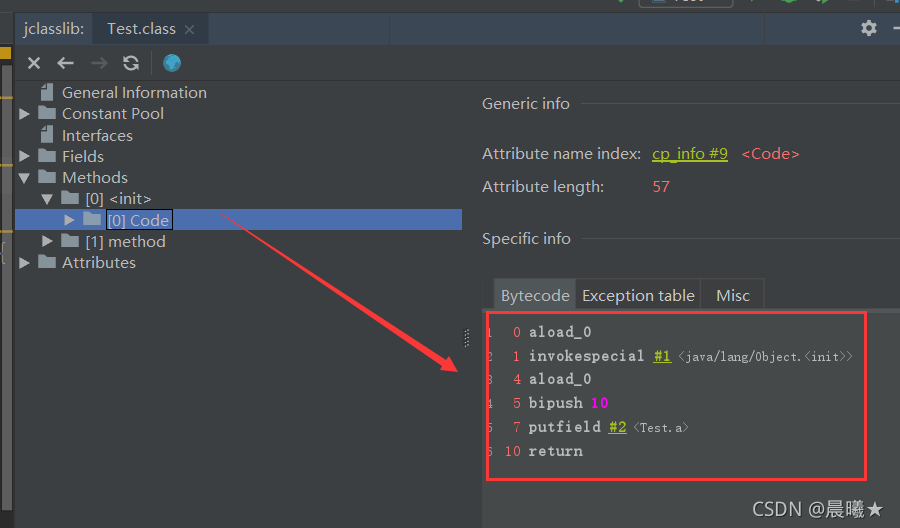 jclasslib: Test.class
General Information
Constant Pool
Interfaces
Fields
Methods
[0] <init>
[0] Code
[1] method
Attributes
Generic info
Attribute name index: cp_info #9 <Code>
Attribute length: 57
Specific info
Bytecode Exception table Misc
1 0 aload_0
2 1 invokespecial #1 <java/lang/Object.<init>>
3 4 aload_0
4 5 bipush 10
5 7 putfield #2 <Test.a>
6 10 return
CSDN @晨曦★